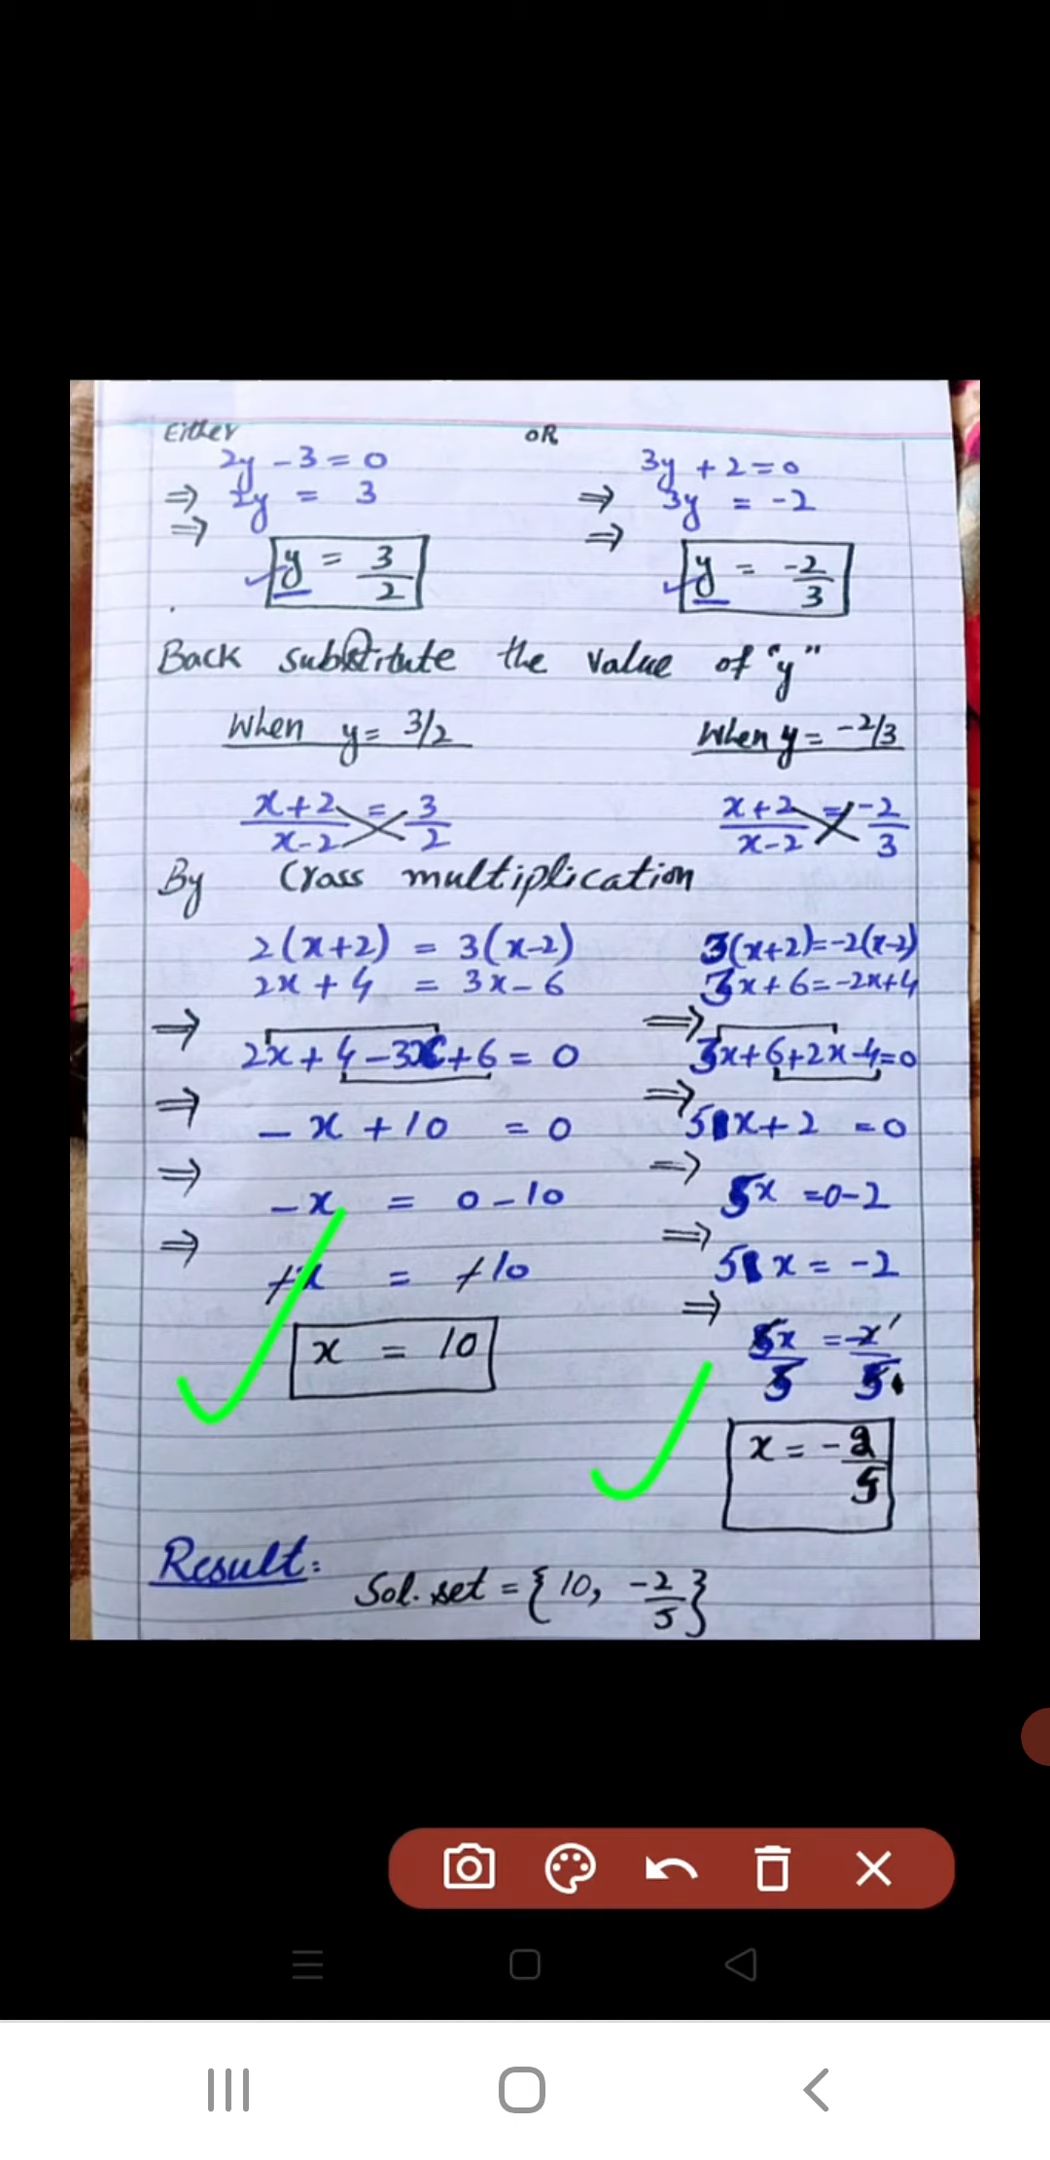 Either OR
2y - 3 = 0 3y + 2 = 0
⇒ 2y = 3 ⇒ 3y = -2
⇒ y = 3/2 ⇒ y = -2/3
Back substitute the value of "y"
When y = 3/2 When y = -2/3
x+2/x-2 = 3/2 x+2/x-2 = -2/3
By Cross multiplication
2(x+2) = 3(x-2) 3(x+2)=-2(x-2)
2x + 4 = 3x - 6 3x + 6 = -2x+4
⇒ 2x + 4 - 3x + 6 = 0 ⇒ 3x+6+2x-4=0
⇒ - x + 10 = 0 ⇒ 5x + 2 = 0
⇒ - x = 0 - 10 ⇒ 5x = 0-2
⇒ +x = +10 ⇒ 5x = -2
x = 10 ⇒ 5x/5 = -2/5
x = -2/5
Result:
Sol. set = {10, -2/5}